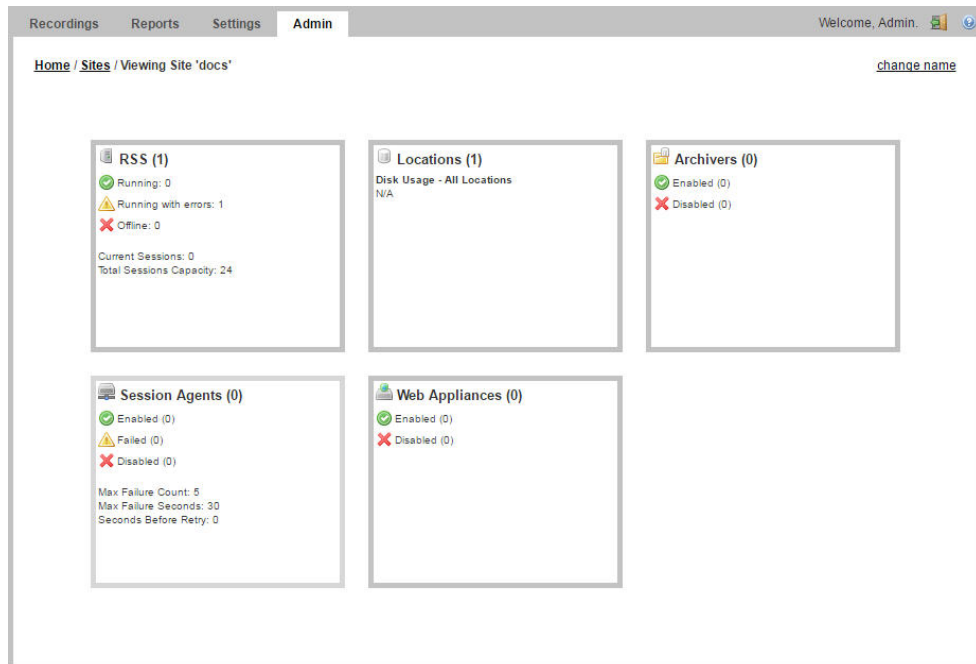 Recordings Reports Settings Admin Welcome, Admin.
Home / Sites / Viewing Site 'docs' change name
RSS (1)
Running: 0
Running with errors: 1
Offline: 0
Current Sessions: 0
Total Sessions Capacity: 24
Locations (1)
Disk Usage - All Locations
N/A
Archivers (0)
Enabled (0)
Disabled (0)
Session Agents (0)
Enabled (0)
Failed (0)
Disabled (0)
Max Failure Count: 5
Max Failure Seconds: 30
Seconds Before Retry: 0
Web Appliances (0)
Enabled (0)
Disabled (0)